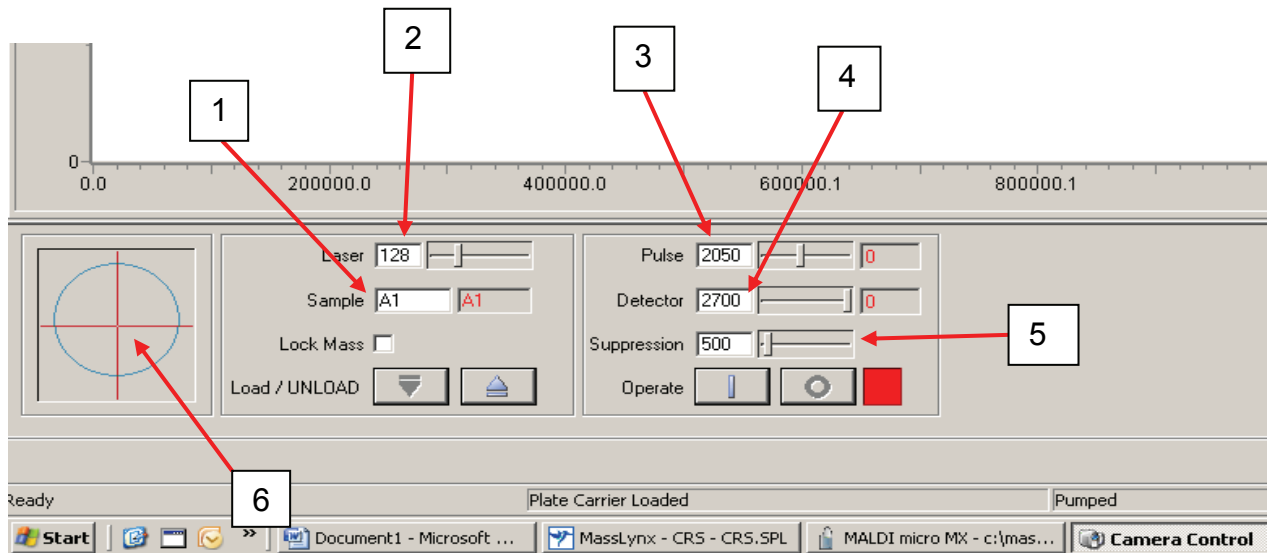 2
3
4
1
0
0.0 200000.0 400000.0 600000.1 800000.1
Laser 128
Pulse 2050 0
Sample A1 A1
Detector 2700 0
Lock Mass
Suppression 500
5
Load / UNLOAD
Operate
6
Ready Plate Carrier Loaded Pumped
Start » Document1 - Microsoft ... MassLynx - CRS - CRS.SPL MALDI micro MX - c:\mas... Camera Control